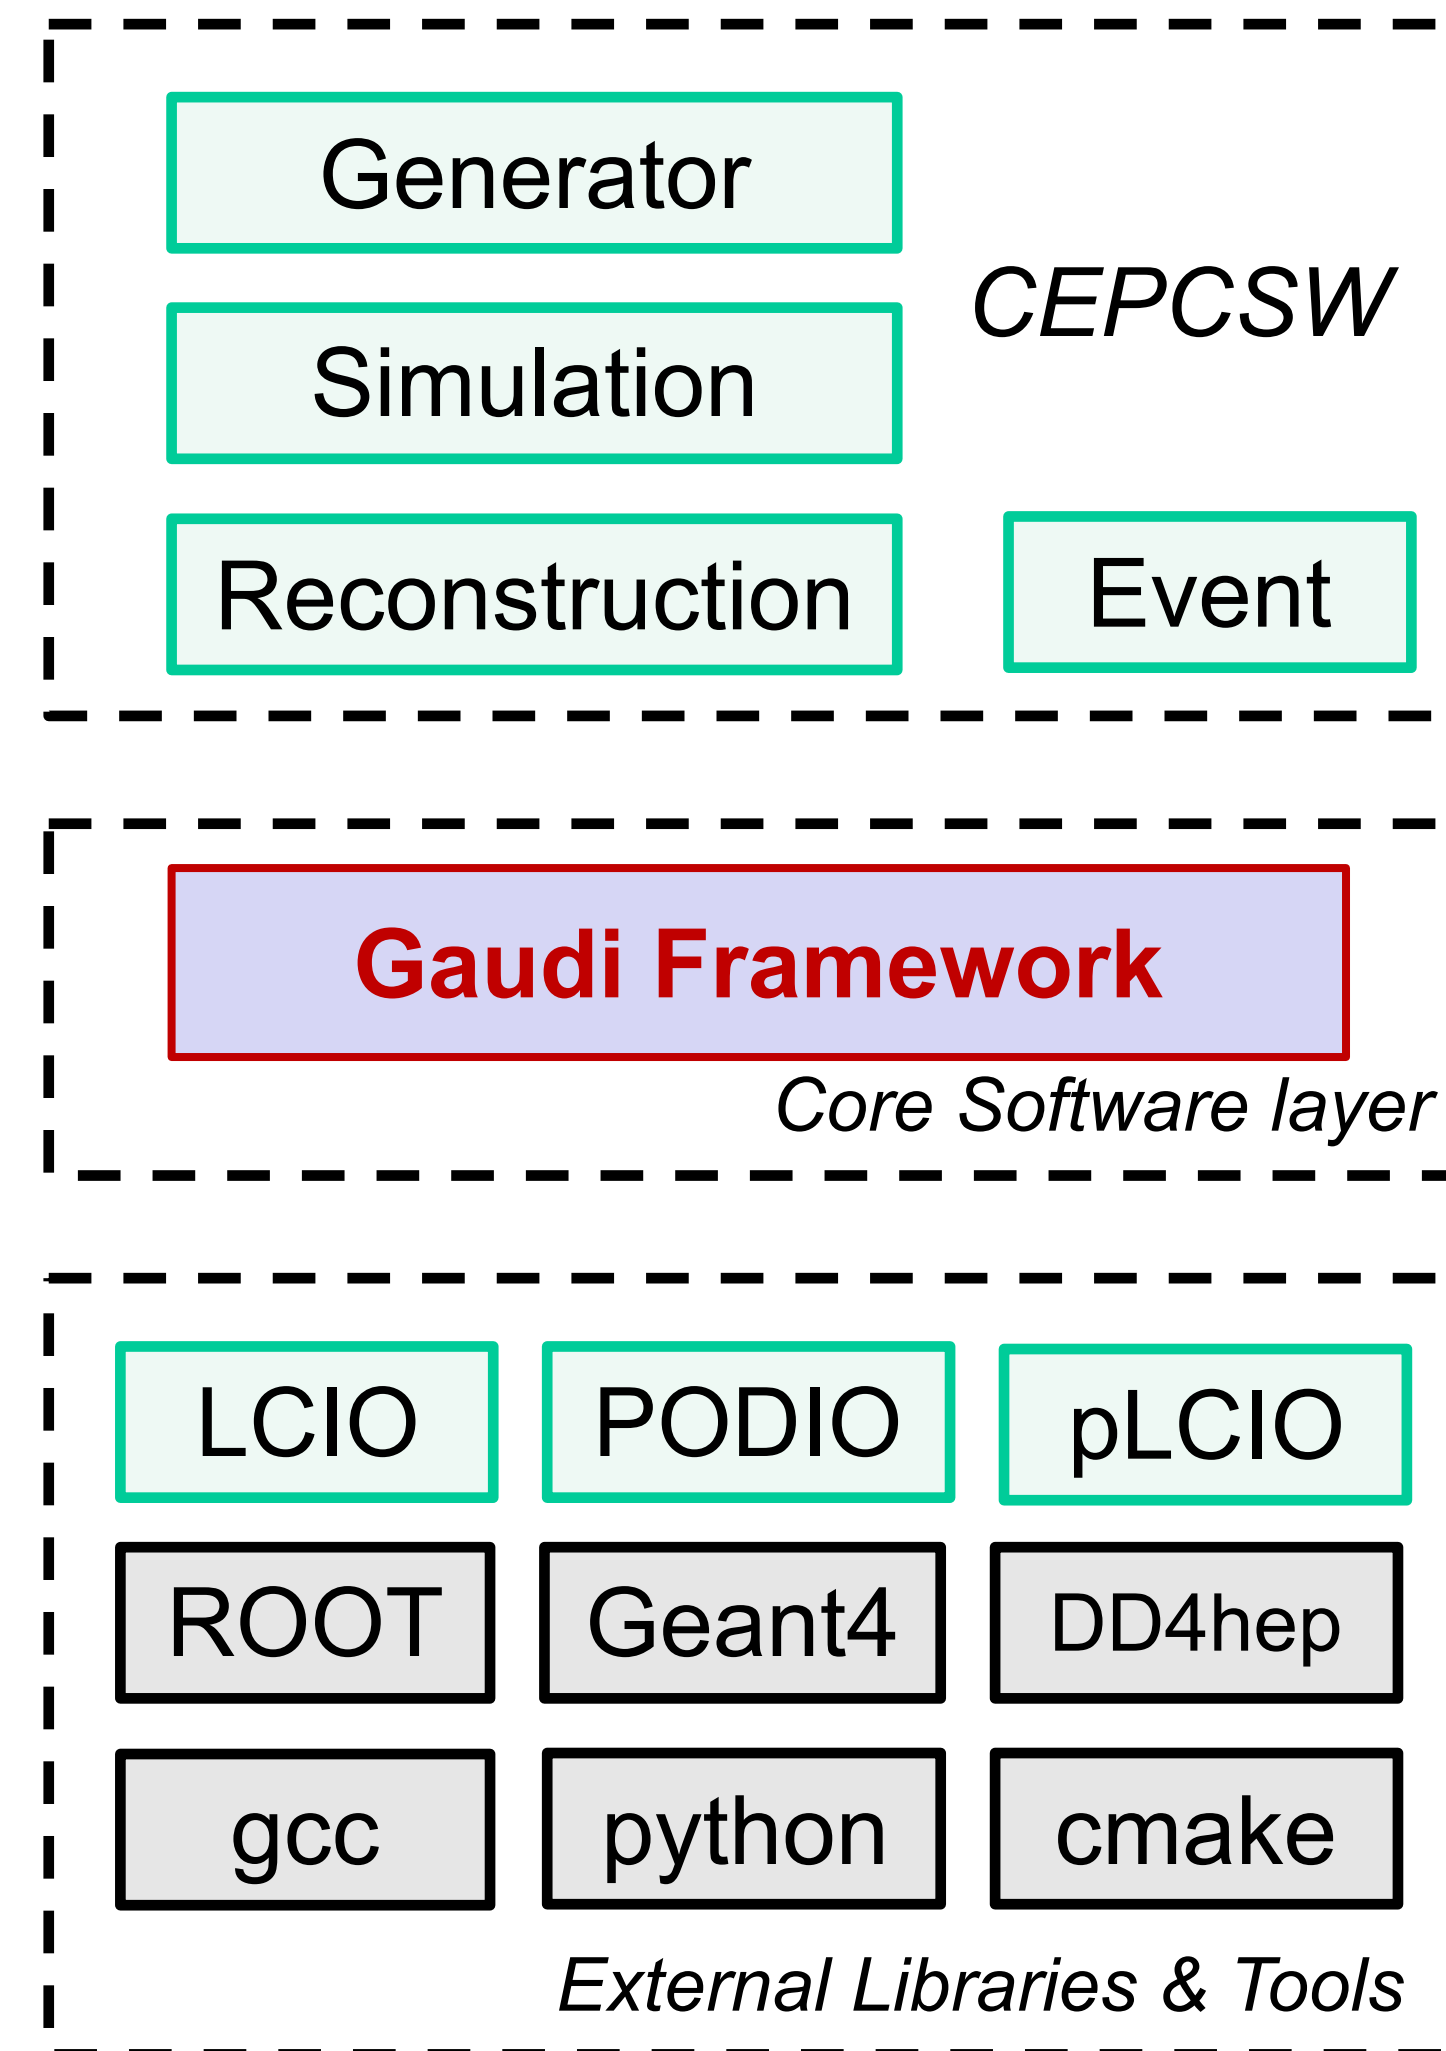 Generator
CEPCSW
Simulation
Reconstruction
Event
Gaudi Framework
Core Software layer
LCIO
PODIO
pLCIO
ROOT
Geant4
DD4hep
gcc
python
cmake
External Libraries & Tools